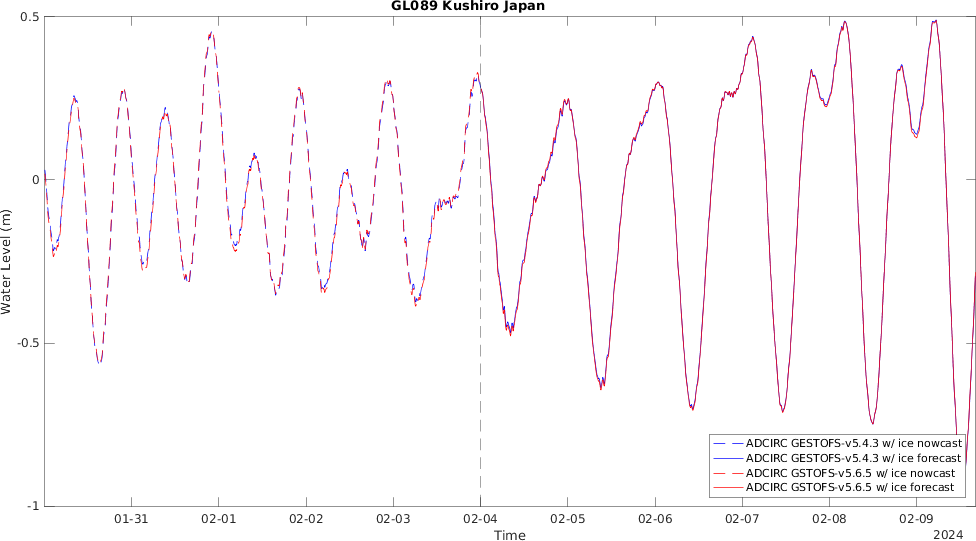 GL089 Kushiro Japan
0.5
0
-0.5
-1
Water Level (m)
ADCIRC GESTOFS-v5.4.3 w/ ice nowcast
ADCIRC GESTOFS-v5.4.3 w/ ice forecast
ADCIRC GSTOFS-v5.6.5 w/ ice nowcast
ADCIRC GSTOFS-v5.6.5 w/ ice forecast
01-31 02-01 02-02 02-03 02-04 02-05 02-06 02-07 02-08 02-09
Time
2024